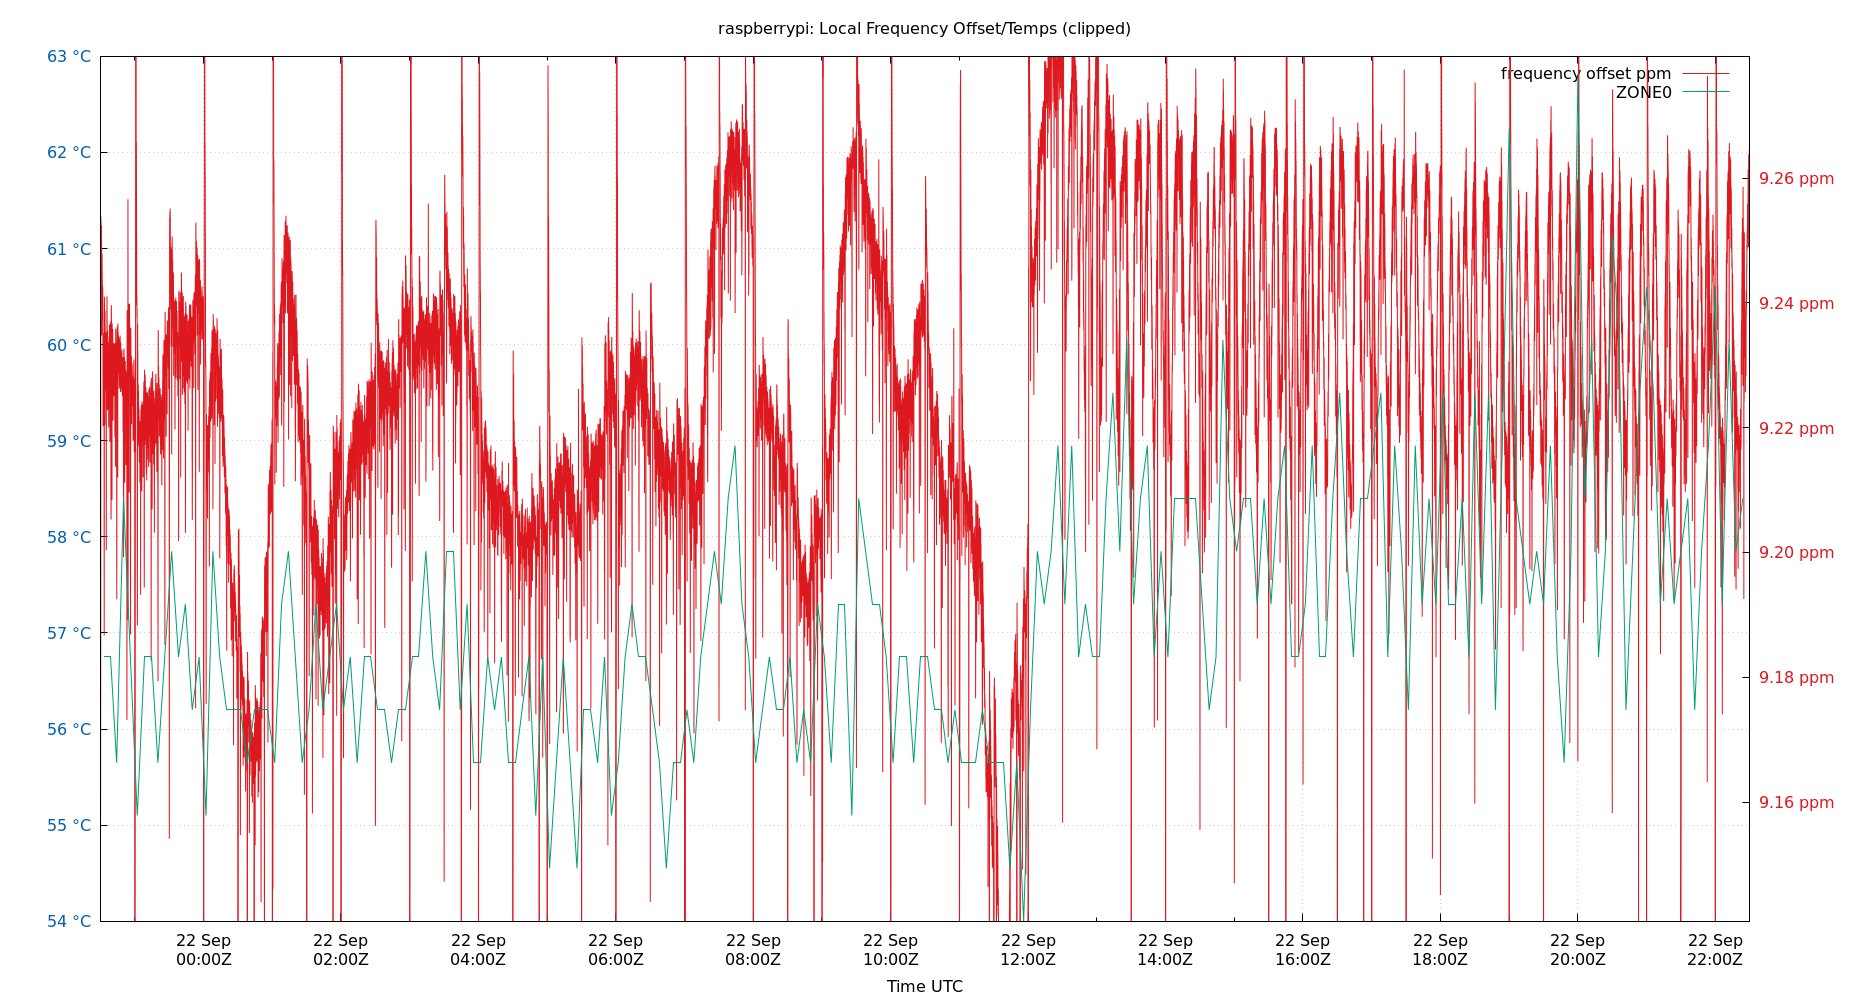 raspberrypi: Local Frequency Offset/Temps (clipped)
63 °C
62 °C
61 °C
60 °C
59 °C
58 °C
57 °C
56 °C
55 °C
54 °C
frequency offset ppm
ZONE0
9.26 ppm
9.24 ppm
9.22 ppm
9.20 ppm
9.18 ppm
9.16 ppm
22 Sep 22 Sep 22 Sep 22 Sep 22 Sep 22 Sep 22 Sep 22 Sep 22 Sep 22 Sep 22 Sep 22 Sep
00:00Z 02:00Z 04:00Z 06:00Z 08:00Z 10:00Z 12:00Z 14:00Z 16:00Z 18:00Z 20:00Z 22:00Z
Time UTC